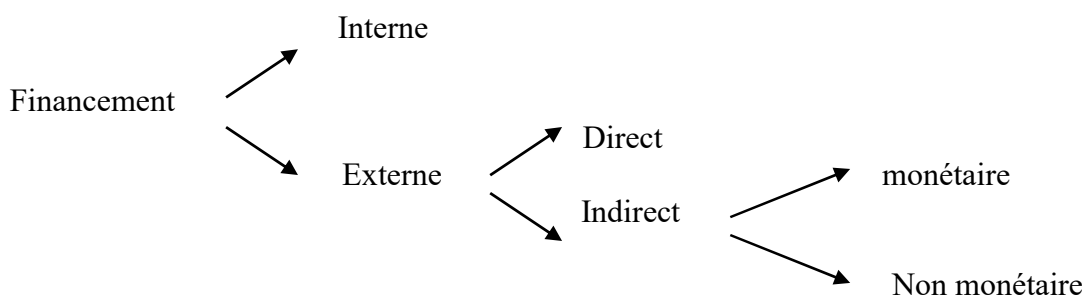 Interne
Financement
Direct
Externe
monétaire
Indirect
Non monétaire